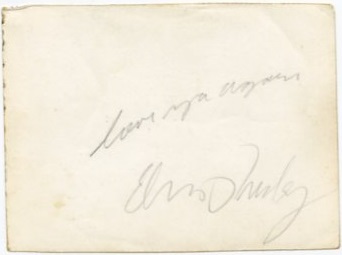 love ya again
Elvis Presley